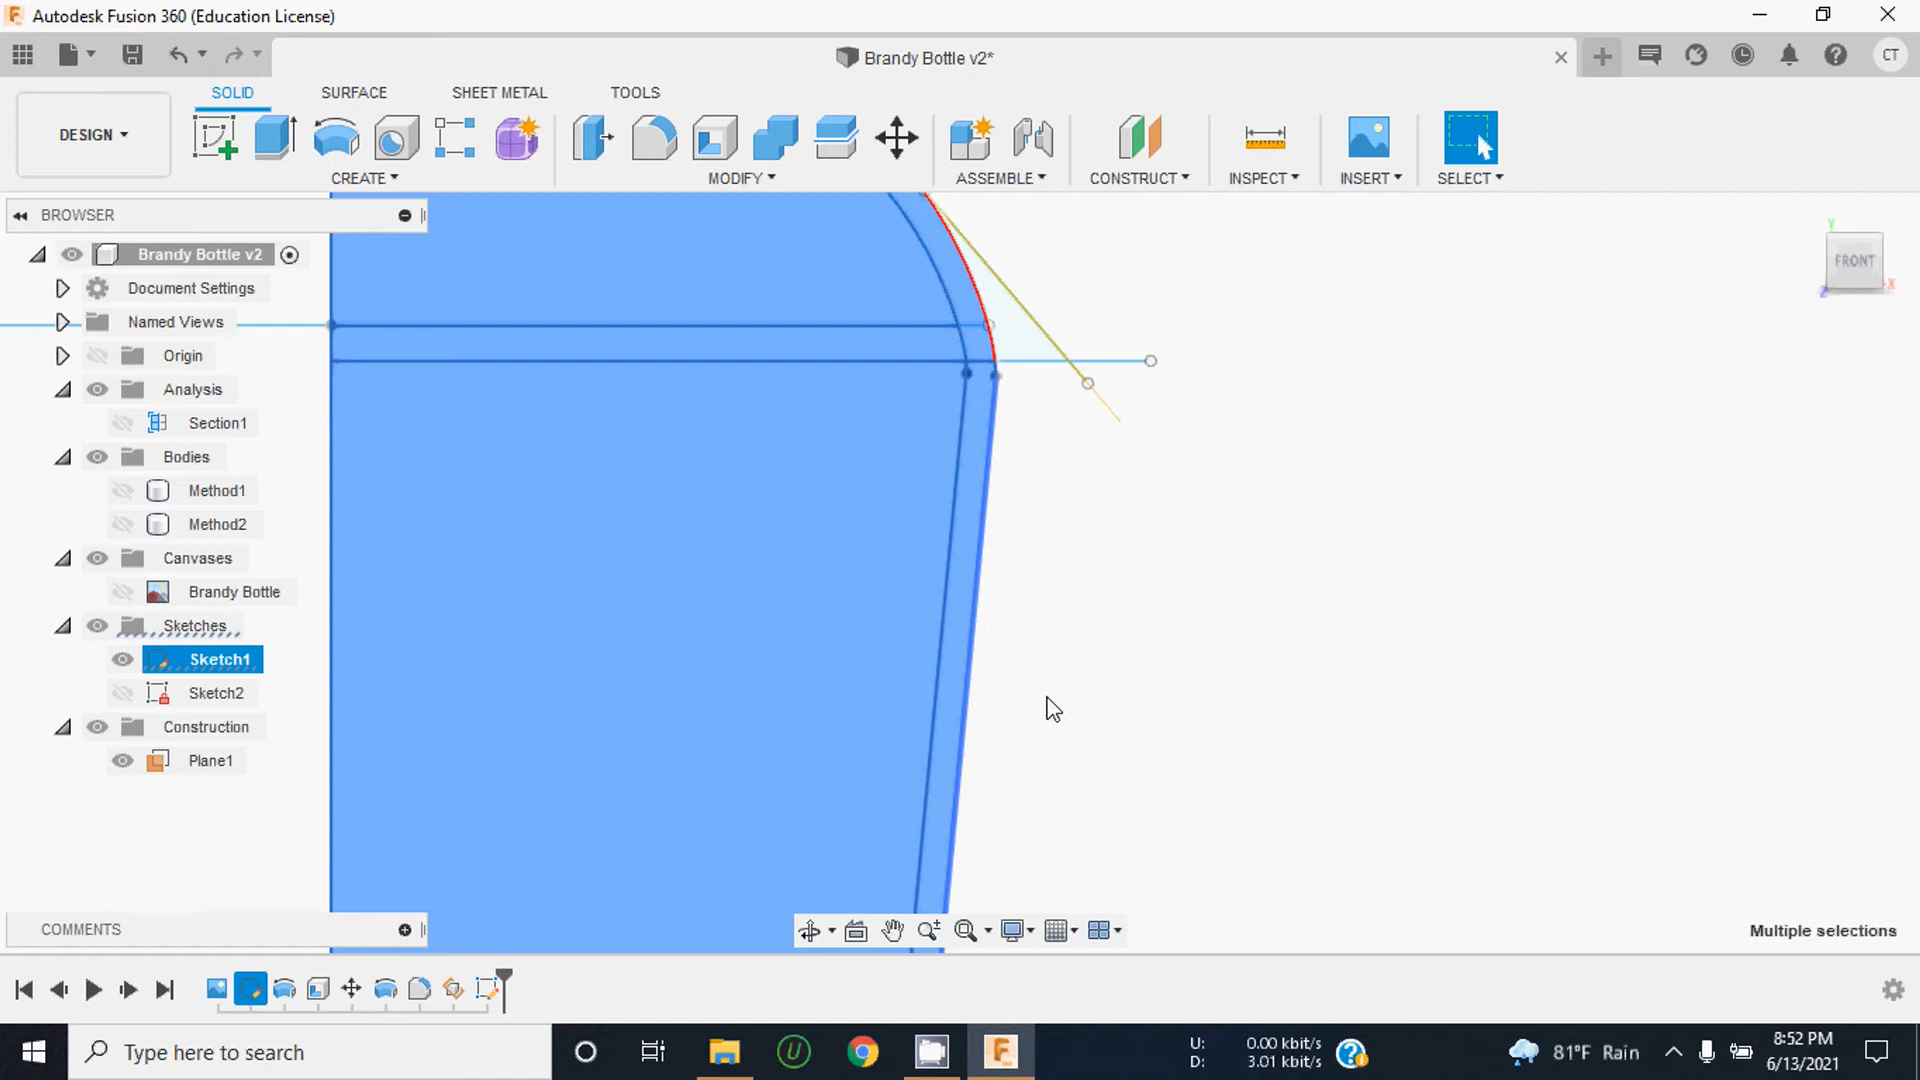 Autodesk Fusion 360 (Education License)
Brandy Bottle v2*
CT
DESIGN
SOLID
SURFACE
SHEET METAL
TOOLS
CREATE
MODIFY
ASSEMBLE
CONSTRUCT
INSPECT
INSERT
SELECT
BROWSER
Brandy Bottle v2
Document Settings
Named Views
Origin
Analysis
Section1
Bodies
Method1
Method2
Canvases
Brandy Bottle
Sketches
Sketch1
Sketch2
Construction
Plane1
Y
FRONT
X
Z
COMMENTS
Multiple selections
Type here to search
U: 0.00 kbit/s
D: 3.01 kbit/s
81°F Rain
8:52 PM
6/13/2021